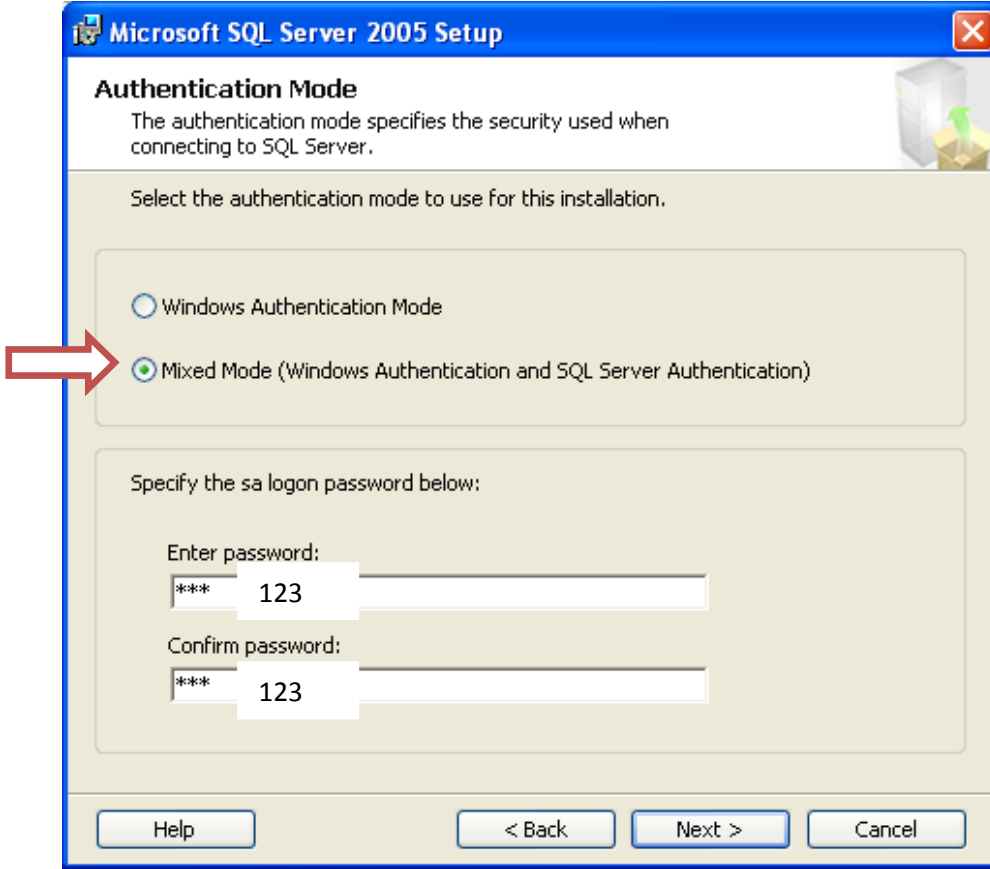 Microsoft SQL Server 2005 Setup
Authentication Mode
The authentication mode specifies the security used when
connecting to SQL Server.
Select the authentication mode to use for this installation.
Windows Authentication Mode
Mixed Mode (Windows Authentication and SQL Server Authentication)
Specify the sa logon password below:
Enter password:
*** 123
Confirm password:
*** 123
Help < Back Next > Cancel